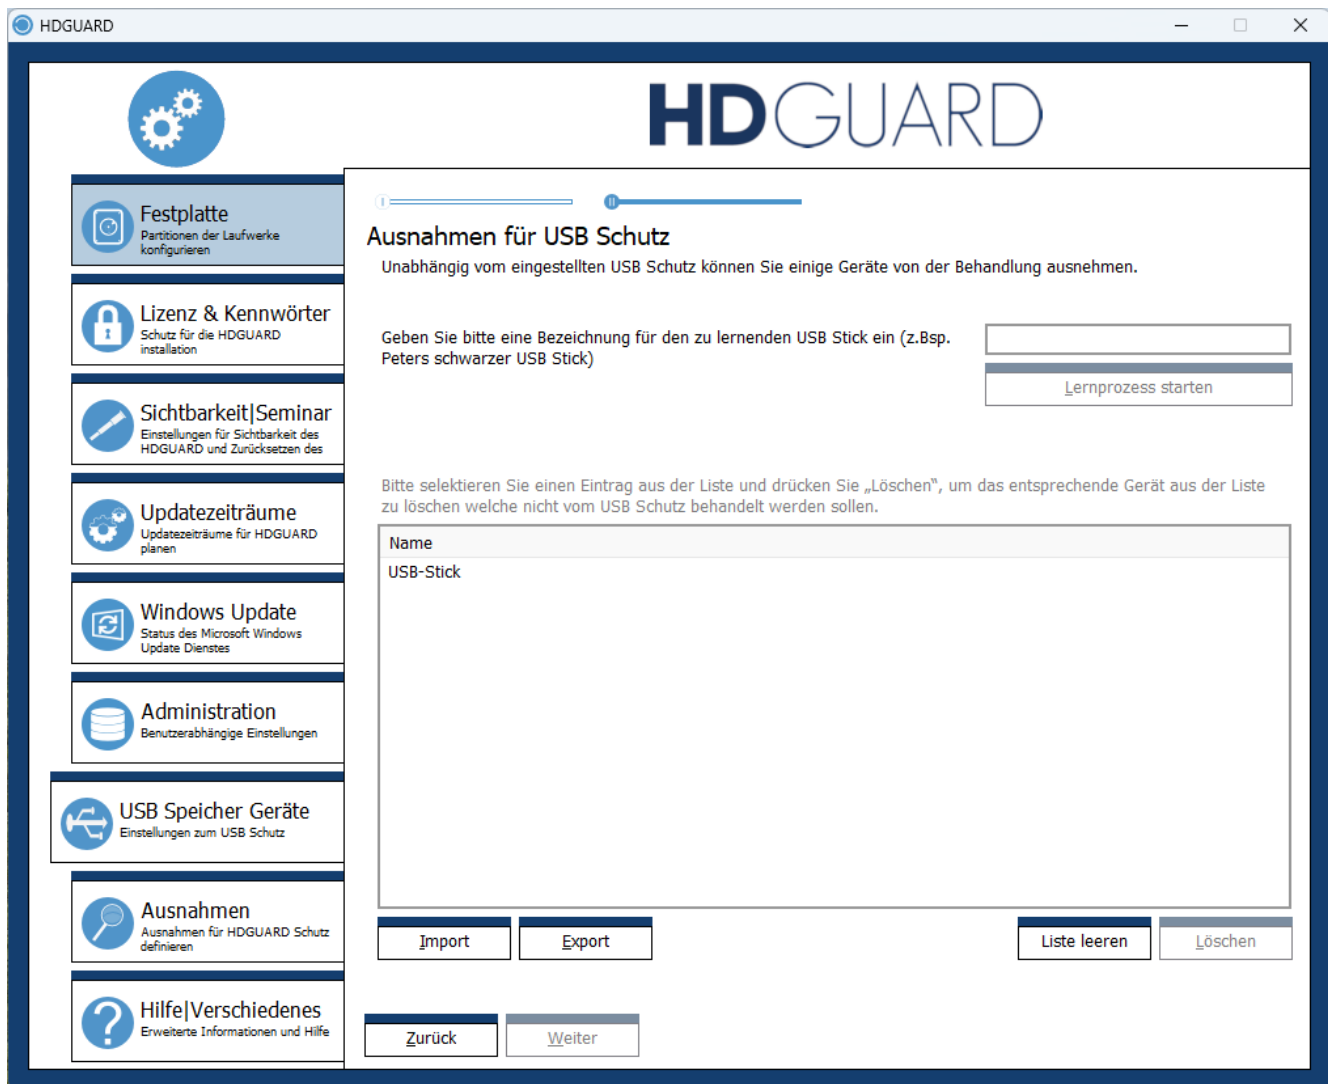 HDGUARD
HDGUARD
Festplatte
Partitionen der Laufwerke
konfigurieren
Lizenz & Kennwörter
Schutz für die HDGUARD
installation
Sichtbarkeit|Seminar
Einstellungen für Sichtbarkeit des
HDGUARD und Zurücksetzen des
Updatezeiträume
Updatezeiträume für HDGUARD
planen
Windows Update
Status des Microsoft Windows
Update Dienstes
Administration
Benutzerabhängige Einstellungen
USB Speicher Geräte
Einstellungen zum USB Schutz
Ausnahmen
Ausnahmen für HDGUARD Schutz
definieren
Hilfe|Verschiedenes
Erweiterte Informationen und Hilfe
I
II
Ausnahmen für USB Schutz
Unabhängig vom eingestellten USB Schutz können Sie einige Geräte von der Behandlung ausnehmen.
Geben Sie bitte eine Bezeichnung für den zu lernenden USB Stick ein (z.Bsp.
Peters schwarzer USB Stick)
Lernprozess starten
Bitte selektieren Sie einen Eintrag aus der Liste und drücken Sie „Löschen“, um das entsprechende Gerät aus der Liste
zu löschen welche nicht vom USB Schutz behandelt werden sollen.
Name
USB-Stick
Import
Export
Liste leeren
Löschen
Zurück
Weiter